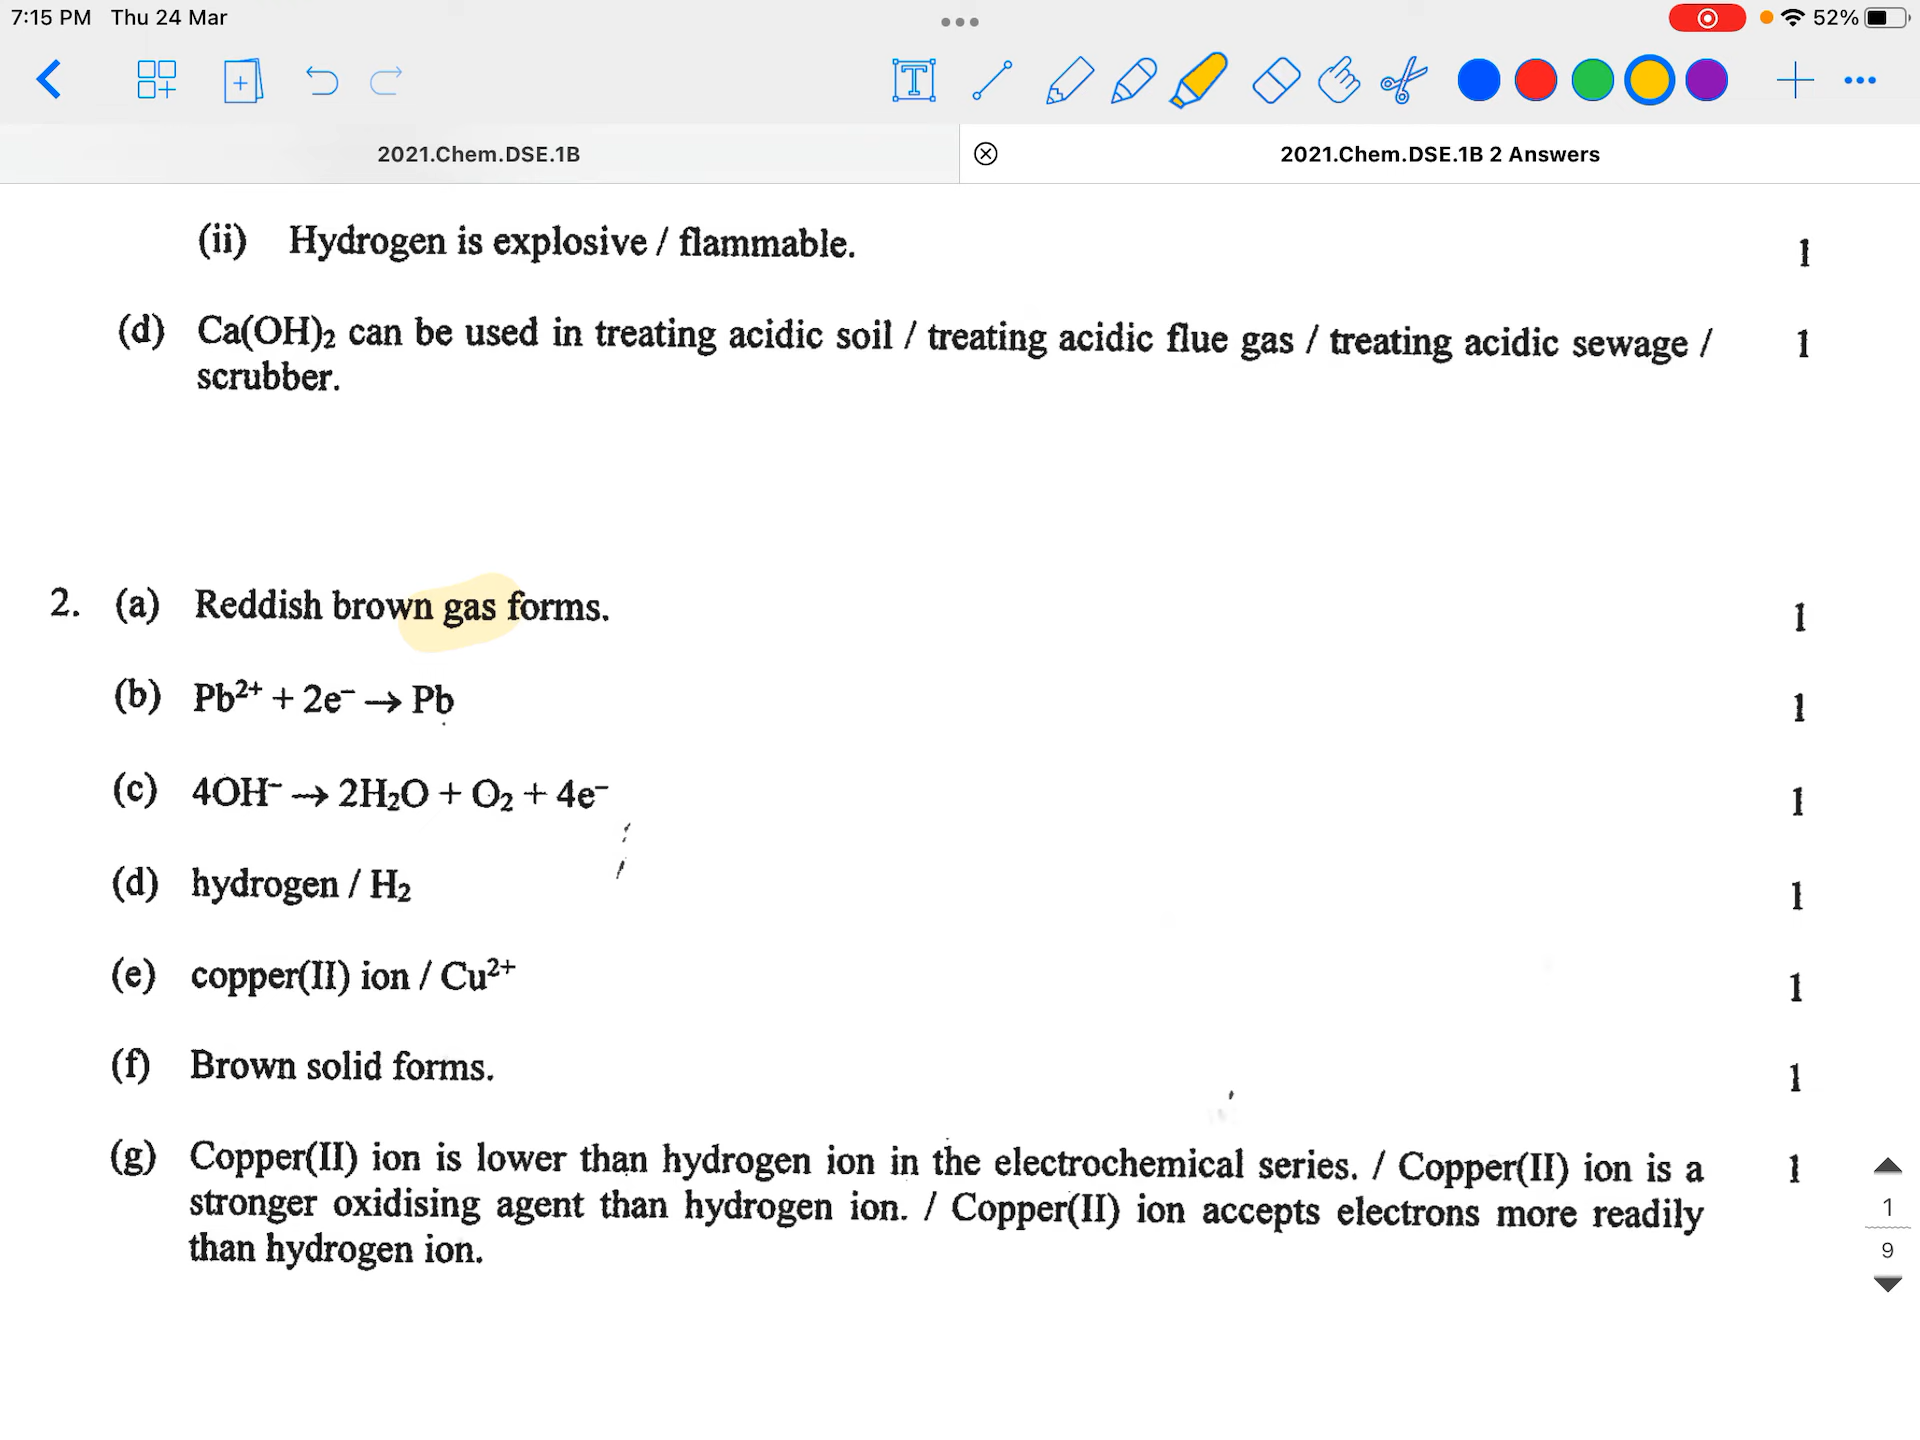 7:15 PM Thu 24 Mar
52%
2021.Chem.DSE.1B
2021.Chem.DSE.1B 2 Answers
(ii) Hydrogen is explosive / flammable. 1
(d) Ca(OH)₂ can be used in treating acidic soil / treating acidic flue gas / treating acidic sewage / 1
scrubber.
2. (a) Reddish brown gas forms. 1
(b) Pb²⁺ + 2e⁻ → Pb 1
(c) 4OH⁻ → 2H₂O + O₂ + 4e⁻ 1
(d) hydrogen / H₂ 1
(e) copper(II) ion / Cu²⁺ 1
(f) Brown solid forms. 1
(g) Copper(II) ion is lower than hydrogen ion in the electrochemical series. / Copper(II) ion is a 1
stronger oxidising agent than hydrogen ion. / Copper(II) ion accepts electrons more readily
than hydrogen ion.
1
9